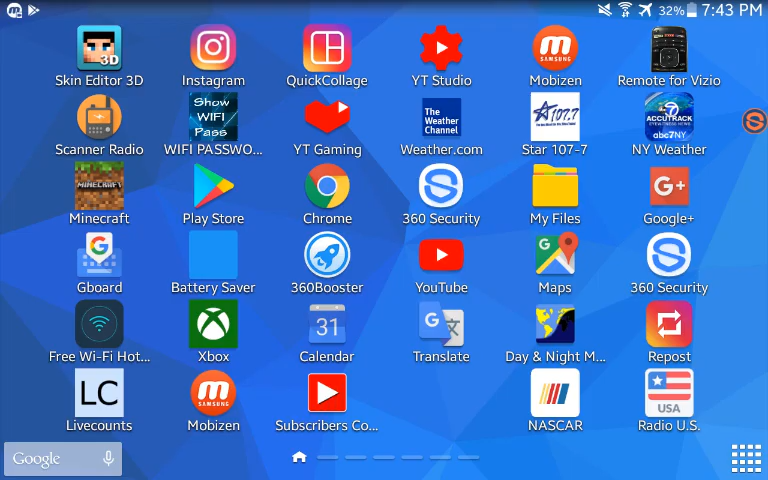 32% 7:43 PM
3D
Skin Editor 3D
Instagram
QuickCollage
YT Studio
SAMSUNG
Mobizen
Remote for Vizio
Scanner Radio
Show
WIFI
Pass
WIFI PASSWO...
YT Gaming
The
Weather
Channel
Weather.com
107.7
Star 107-7
7
ACCUTRACK
abc7NY
NY Weather
MINECRAFT
Minecraft
Play Store
Chrome
360 Security
My Files
G+
Google+
G
Gboard
Battery Saver
360Booster
YouTube
G
Maps
360 Security
Free Wi-Fi Hot...
Xbox
31
Calendar
G
Translate
Day & Night M...
Repost
LC
Livecounts
SAMSUNG
Mobizen
Subscribers Co...
NASCAR
USA
Radio U.S.
Google